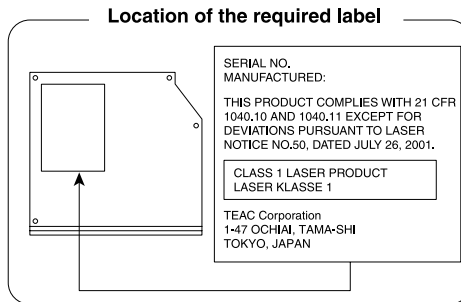 Location of the required label
SERIAL NO.
MANUFACTURED:
THIS PRODUCT COMPLIES WITH 21 CFR
1040.10 AND 1040.11 EXCEPT FOR
DEVIATIONS PURSUANT TO LASER
NOTICE NO.50, DATED JULY 26, 2001.
CLASS 1 LASER PRODUCT
LASER KLASSE 1
TEAC Corporation
1-47 OCHIAI, TAMA-SHI
TOKYO, JAPAN